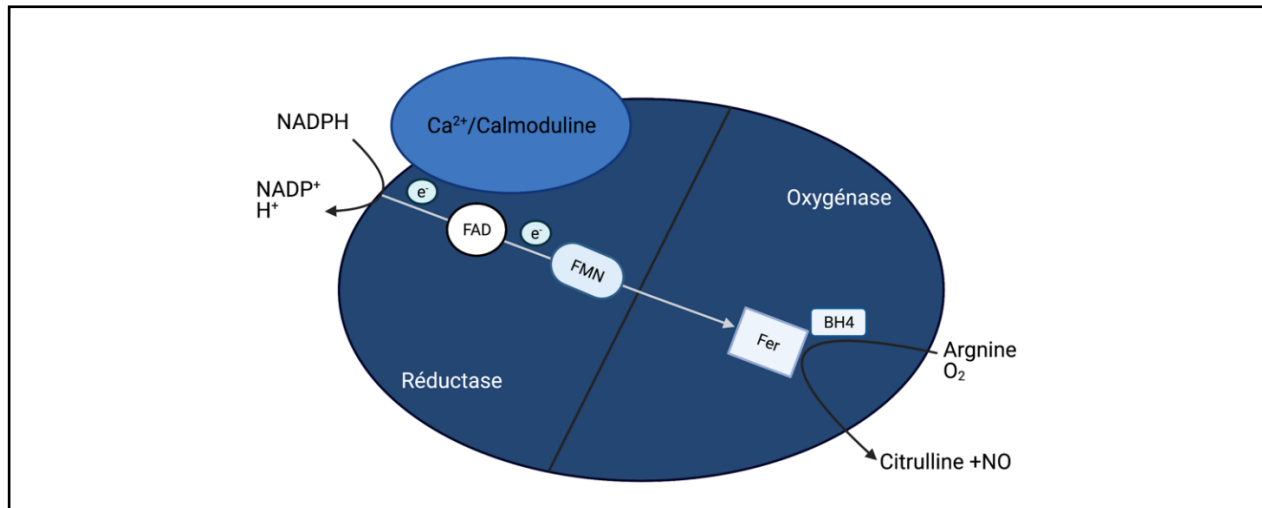 Ca²⁺/Calmoduline
NADPH
NADP⁺
H⁺
e⁻
FAD
e⁻
FMN
Oxygénase
Réductase
Fer
BH4
Argnine
O₂
Citrulline +NO